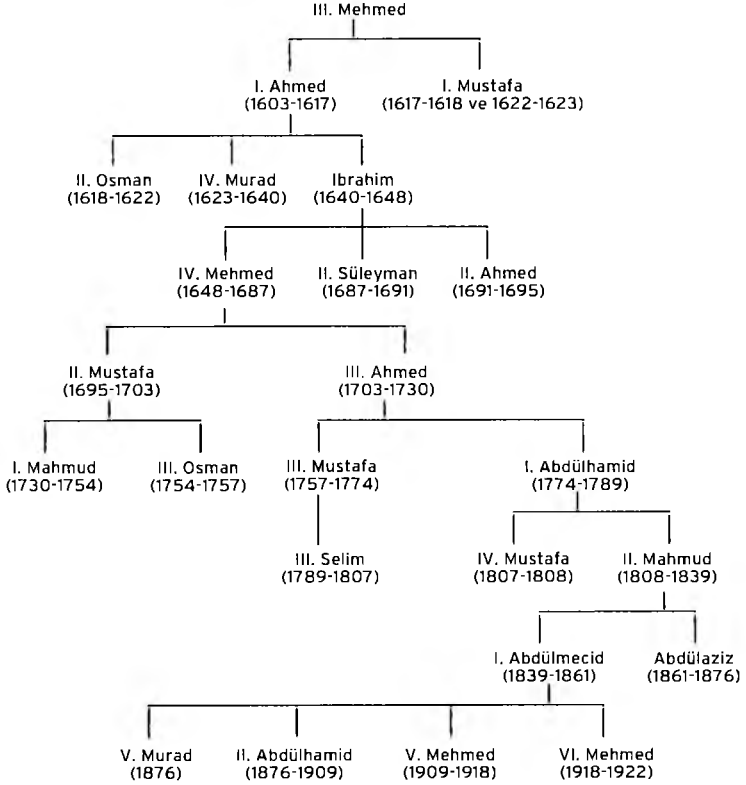 III. Mehmed
I. Ahmed
(1603-1617)
I. Mustafa
(1617-1618 ve 1622-1623)
II. Osman
(1618-1622)
IV. Murad
(1623-1640)
Ibrahim
(1640-1648)
IV. Mehmed
(1648-1687)
II. Süleyman
(1687-1691)
II. Ahmed
(1691-1695)
II. Mustafa
(1695-1703)
III. Ahmed
(1703-1730)
I. Mahmud
(1730-1754)
III. Osman
(1754-1757)
III. Mustafa
(1757-1774)
I. Abdülhamid
(1774-1789)
III. Selim
(1789-1807)
IV. Mustafa
(1807-1808)
II. Mahmud
(1808-1839)
I. Abdülmecid
(1839-1861)
Abdülaziz
(1861-1876)
V. Murad
(1876)
II. Abdülhamid
(1876-1909)
V. Mehmed
(1909-1918)
VI. Mehmed
(1918-1922)